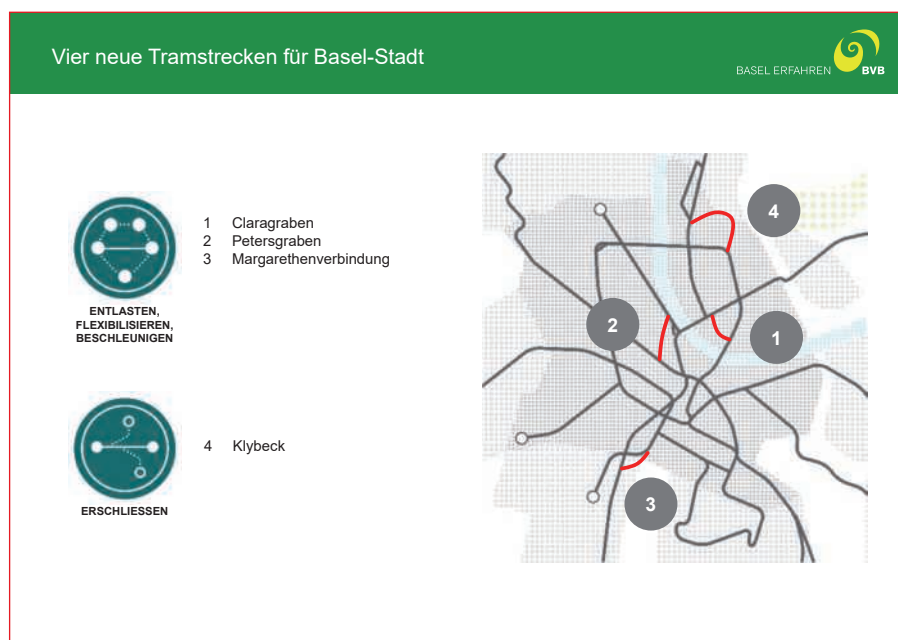 Vier neue Tramstrecken für Basel-Stadt
BASEL ERFAHREN BVB
1 Claragraben
2 Petersgraben
3 Margarethenverbindung
ENTLASTEN,
FLEXIBILISIEREN,
BESCHLEUNIGEN
4 Klybeck
ERSCHLIESSEN
4
2
1
3